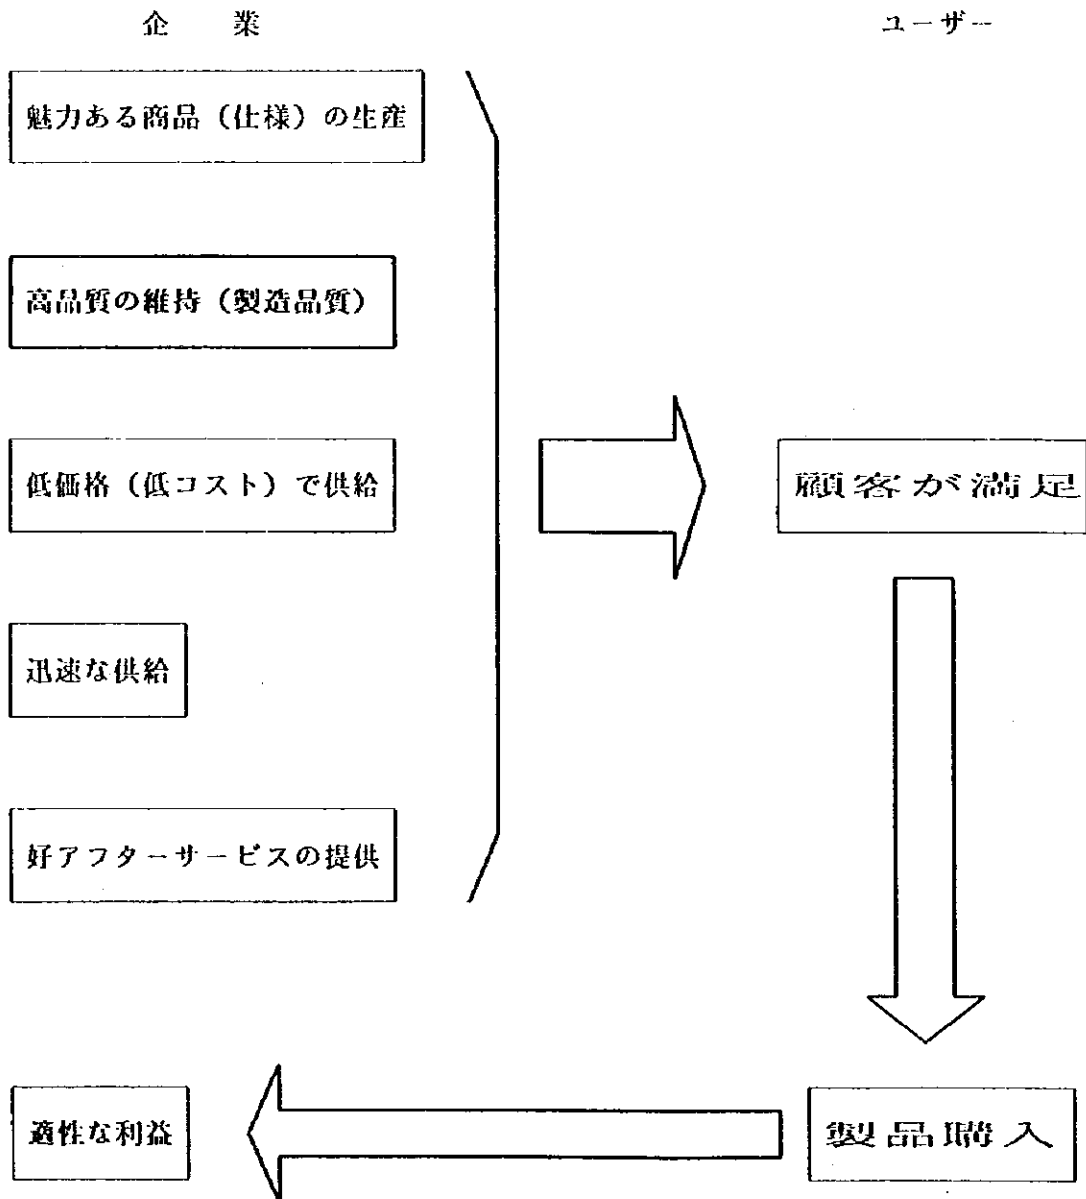 企業
ユーザー
魅力ある商品（仕様）の生産
高品質の維持（製造品質）
低価格（低コスト）で供給
顧客が満足
迅速な供給
好アフターサービスの提供
適性な利益
製品購入